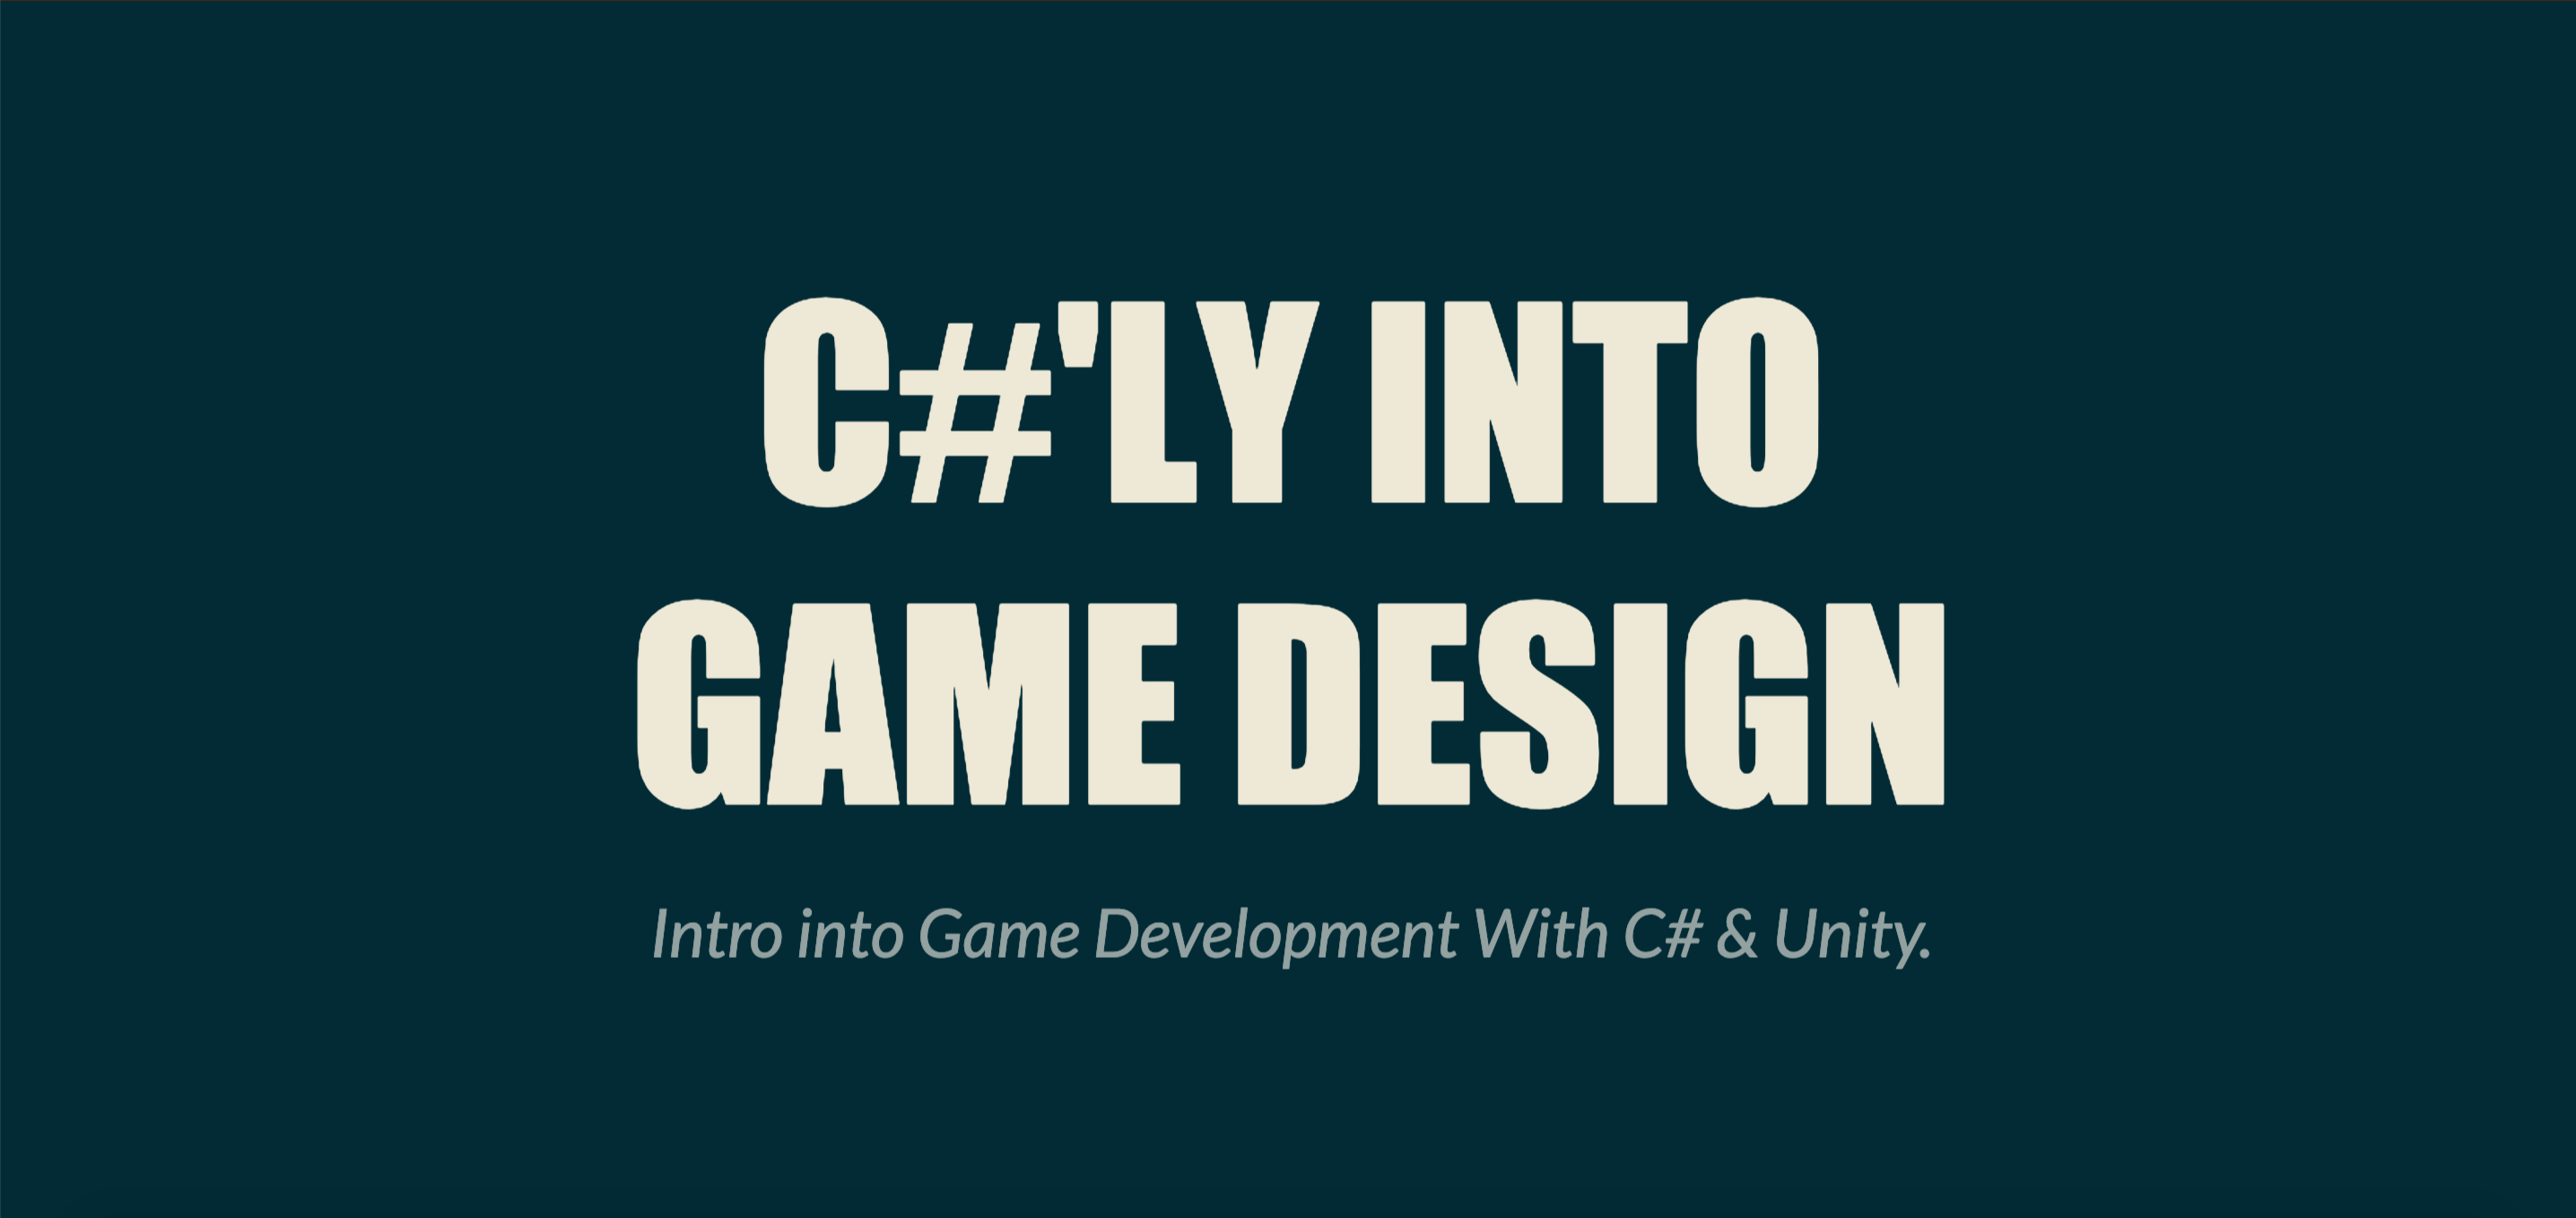 C#'LY INTO
GAME DESIGN
Intro into Game Development With C# & Unity.